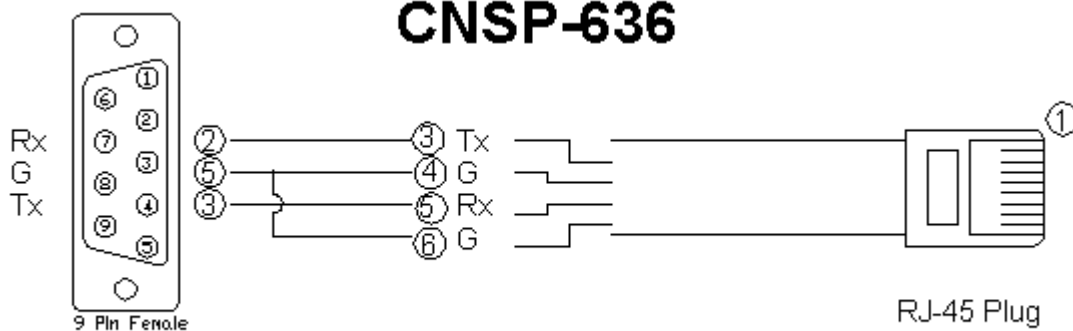 CNSP-636
①
① ⑥ ② ⑦ ③ ⑧ ④ ⑨ ⑤
Rx ② ③ Tx
G ⑤ ④ G
Tx ③ ⑤ Rx
⑥ G
9 Pin Female
RJ-45 Plug